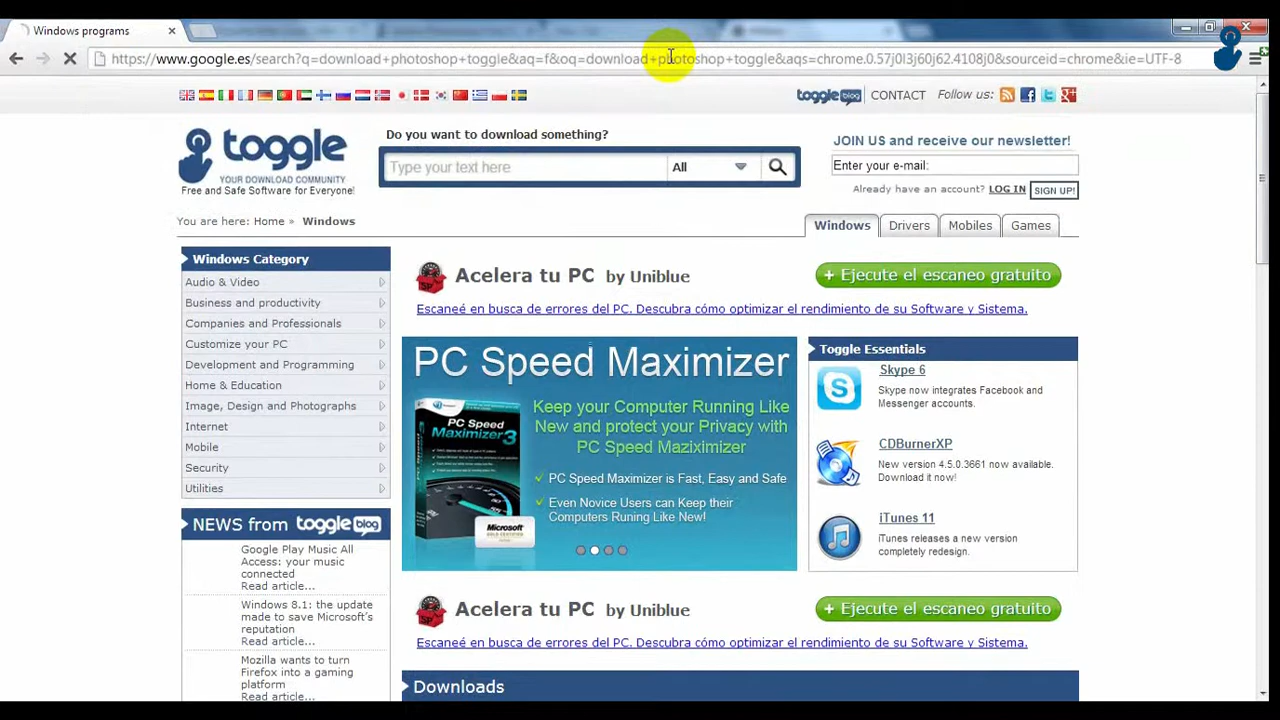 Windows programs
https://www.google.es/search?q=download+photoshop+toggle&aq=f&oq=download+photoshop+toggle&aqs=chrome.0.57j0l3j60j62.4108j0&sourceid=chrome&ie=UTF-8
toggle blog CONTACT Follow us:
toggle
YOUR DOWNLOAD COMMUNITY
Free and Safe Software for Everyone!
Do you want to download something?
Type your text here All
JOIN US and receive our newsletter!
Enter your e-mail:
Already have an account? LOG IN SIGN UP!
You are here: Home » Windows
Windows Drivers Mobiles Games
Windows Category
Audio & Video
Business and productivity
Companies and Professionals
Customize your PC
Development and Programming
Home & Education
Image, Design and Photographs
Internet
Mobile
Security
Utilities
NEWS from toggle blog
Google Play Music All
Access: your music
connected
Read article...
Windows 8.1: the update
made to save Microsoft's
reputation
Read article...
Mozilla wants to turn
Firefox into a gaming
platform
Read article...
Acelera tu PC by Uniblue
+ Ejecute el escaneo gratuito
Escaneé en busca de errores del PC. Descubra cómo optimizar el rendimiento de su Software y Sistema.
PC Speed Maximizer
Keep your Computer Running Like
New and protect your Privacy with
PC Speed Maziximizer
PC Speed Maximizer is Fast, Easy and Safe
Even Novice Users can Keep their
Computers Runing Like New!
PC Speed
Maximizer 3
Microsoft
Toggle Essentials
Skype 6
Skype now integrates Facebook and
Messenger accounts.
CDBurnerXP
New version 4.5.0.3661 now available.
Download it now!
iTunes 11
iTunes releases a new version
completely redesign.
Acelera tu PC by Uniblue
+ Ejecute el escaneo gratuito
Escaneé en busca de errores del PC. Descubra cómo optimizar el rendimiento de su Software y Sistema.
Downloads